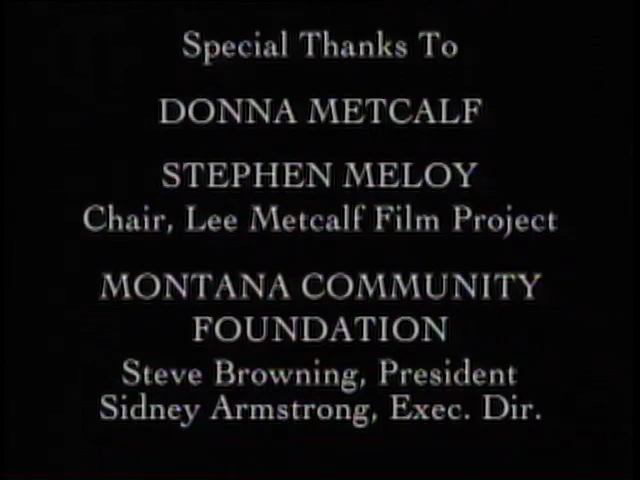 Special Thanks To
DONNA METCALF
STEPHEN MELOY
Chair, Lee Metcalf Film Project
MONTANA COMMUNITY
FOUNDATION
Steve Browning, President
Sidney Armstrong, Exec. Dir.